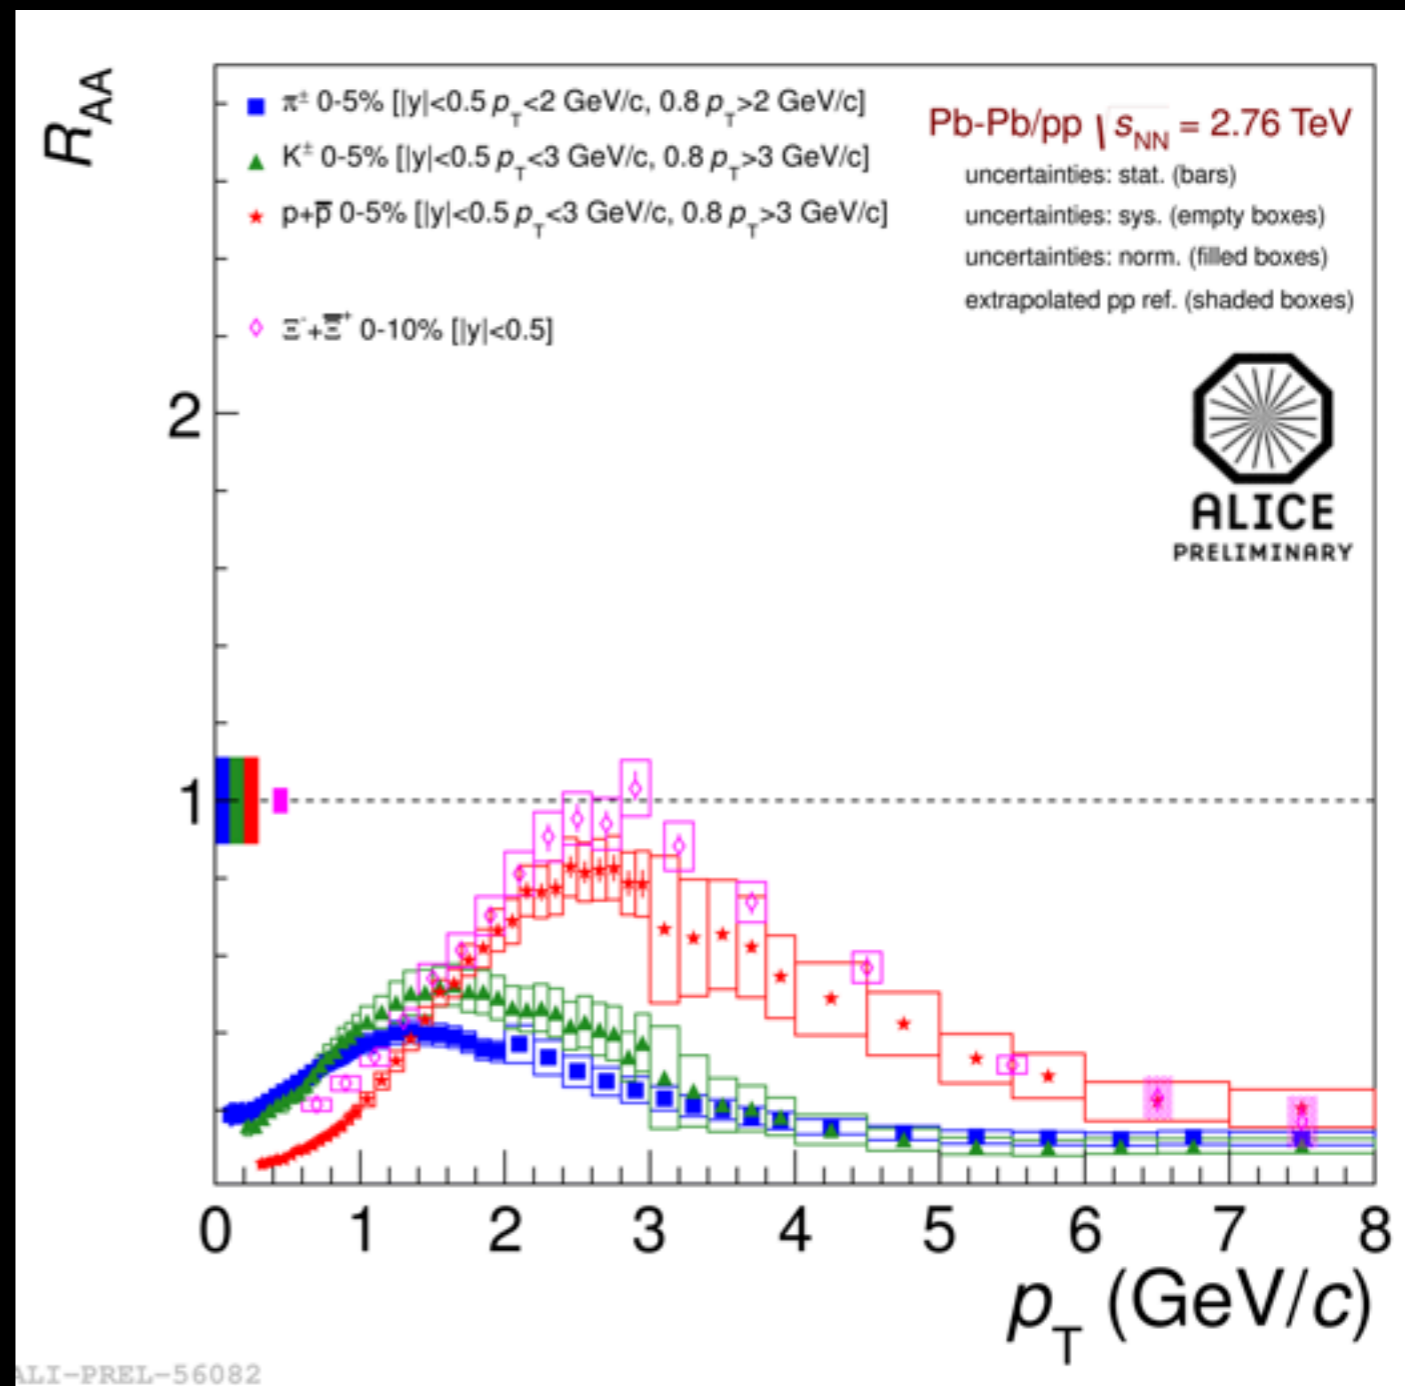 R_AA
π± 0-5% [|y|<0.5 p_T<2 GeV/c, 0.8 p_T>2 GeV/c]
K± 0-5% [|y|<0.5 p_T<3 GeV/c, 0.8 p_T>3 GeV/c]
p+p̅ 0-5% [|y|<0.5 p_T<3 GeV/c, 0.8 p_T>3 GeV/c]
Ξ⁻+Ξ̅⁺ 0-10% [|y|<0.5]
Pb-Pb/pp √s_NN = 2.76 TeV
uncertainties: stat. (bars)
uncertainties: sys. (empty boxes)
uncertainties: norm. (filled boxes)
extrapolated pp ref. (shaded boxes)
ALICE
PRELIMINARY
2
1
0 1 2 3 4 5 6 7 8
p_T (GeV/c)
ALI-PREL-56082